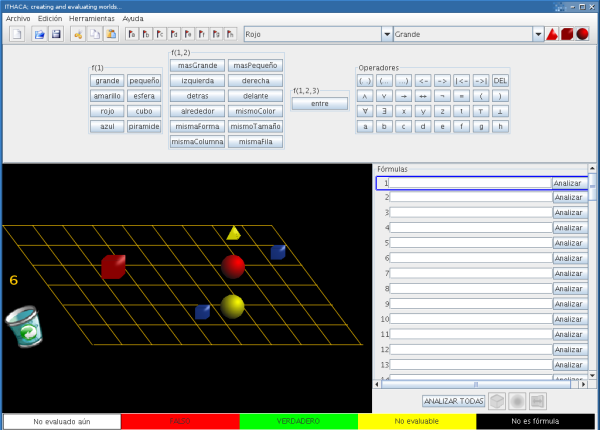 ITHACA: creating and evaluating worlds...
Archivo Edición Herramientas Ayuda
Rojo Grande
f(1)
grande pequeño
amarillo esfera
rojo cubo
azul piramide
f(1,2)
masGrande masPequeño
izquierda derecha
detras delante
alrededor mismoColor
mismaForma mismoTamaño
mismaColumna mismaFila
f(1,2,3)
entre
Operadores
{..} {... ...} <- -> |<- ->| DEL
∧ ∨ → ↔ ¬ = ( )
∀ ∃ x y z t ⊤ ⊥
a b c d e f g h
Fórmulas
1 Analizar
2 Analizar
3 Analizar
4 Analizar
5 Analizar
6 Analizar
7 Analizar
8 Analizar
9 Analizar
10 Analizar
11 Analizar
12 Analizar
13 Analizar
6
ANALIZAR TODAS
No evaluado aún FALSO VERDADERO No evaluable No es fórmula